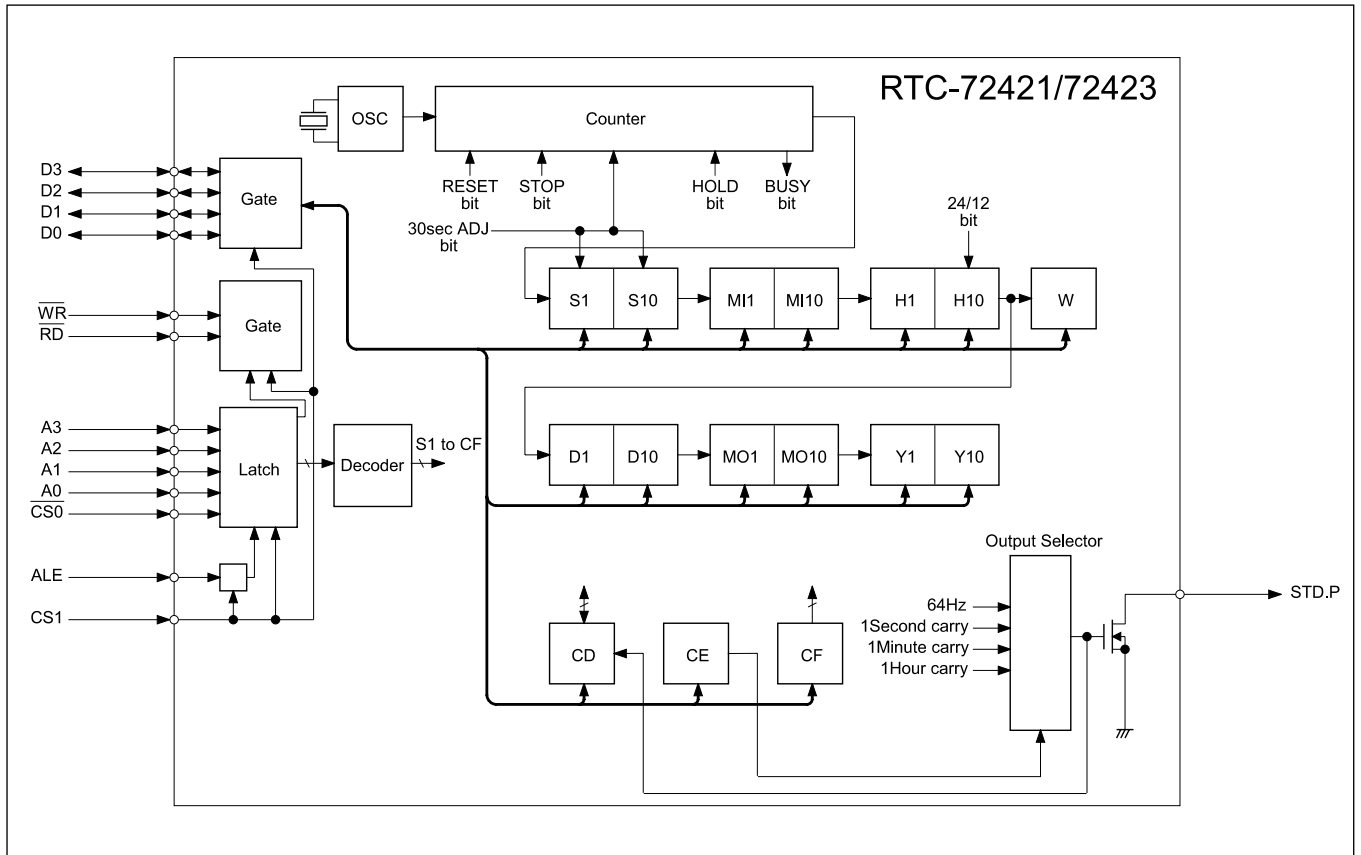 RTC-72421/72423
OSC
Counter
D3
D2
D1
D0
Gate
RESET
bit
STOP
bit
HOLD
bit
BUSY
bit
30sec ADJ
bit
24/12
bit
WR
RD
Gate
S1
S10
MI1
MI10
H1
H10
W
A3
A2
A1
A0
CS0
Latch
Decoder
S1 to CF
D1
D10
MO1
MO10
Y1
Y10
ALE
CS1
Output Selector
64Hz
1Second carry
1Minute carry
1Hour carry
STD.P
CD
CE
CF